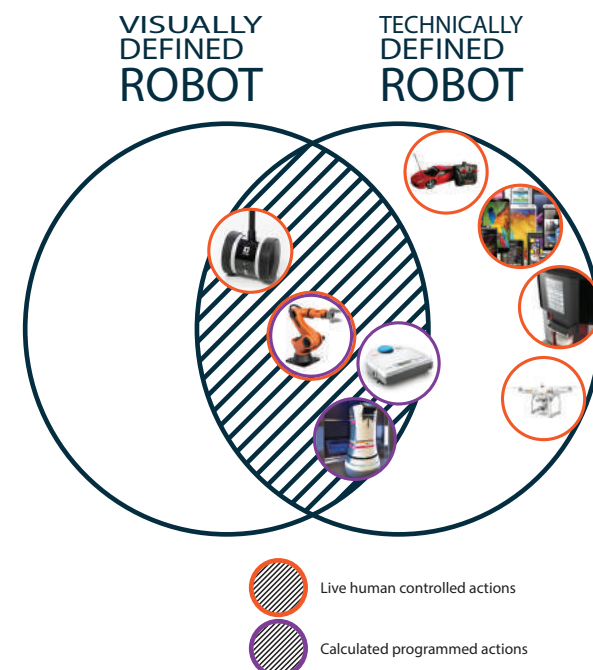 VISUALLY
DEFINED
ROBOT
TECHNICALLY
DEFINED
ROBOT
Live human controlled actions
Calculated programmed actions